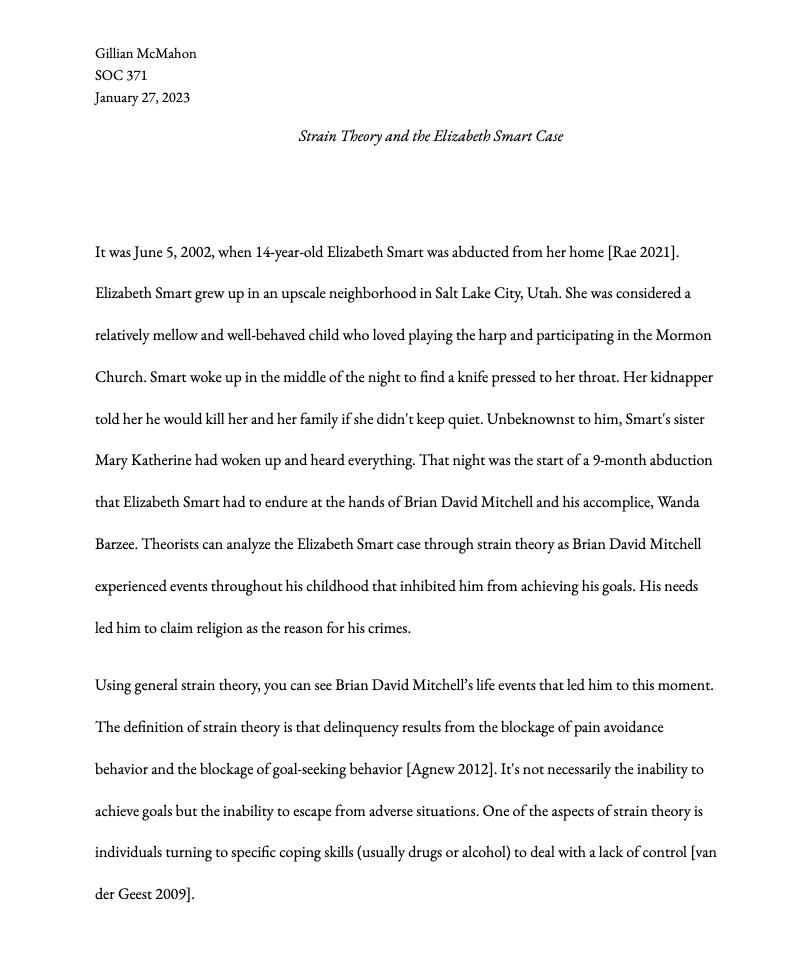 Gillian McMahon
SOC 371
January 27, 2023
Strain Theory and the Elizabeth Smart Case
It was June 5, 2002, when 14-year-old Elizabeth Smart was abducted from her home [Rae 2021].
Elizabeth Smart grew up in an upscale neighborhood in Salt Lake City, Utah. She was considered a
relatively mellow and well-behaved child who loved playing the harp and participating in the Mormon
Church. Smart woke up in the middle of the night to find a knife pressed to her throat. Her kidnapper
told her he would kill her and her family if she didn't keep quiet. Unbeknownst to him, Smart's sister
Mary Katherine had woken up and heard everything. That night was the start of a 9-month abduction
that Elizabeth Smart had to endure at the hands of Brian David Mitchell and his accomplice, Wanda
Barzee. Theorists can analyze the Elizabeth Smart case through strain theory as Brian David Mitchell
experienced events throughout his childhood that inhibited him from achieving his goals. His needs
led him to claim religion as the reason for his crimes.
Using general strain theory, you can see Brian David Mitchell’s life events that led him to this moment.
The definition of strain theory is that delinquency results from the blockage of pain avoidance
behavior and the blockage of goal-seeking behavior [Agnew 2012]. It's not necessarily the inability to
achieve goals but the inability to escape from adverse situations. One of the aspects of strain theory is
individuals turning to specific coping skills (usually drugs or alcohol) to deal with a lack of control [van
der Geest 2009].